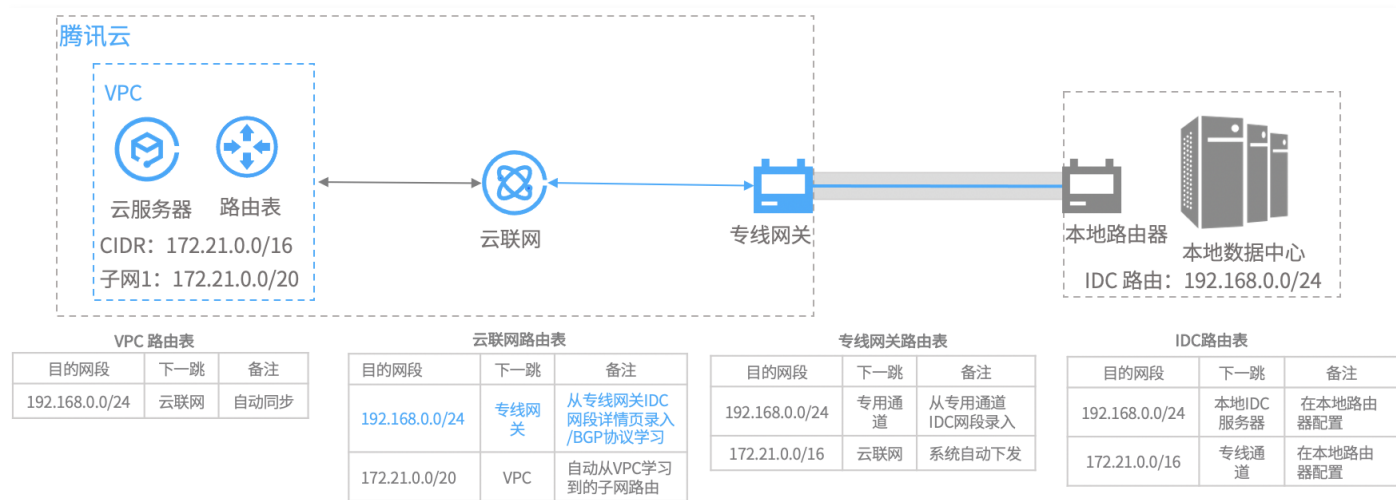 腾讯云
VPC
云服务器
路由表
CIDR：172.21.0.0/16
子网1：172.21.0.0/20
云联网
专线网关
本地路由器
本地数据中心
IDC 路由：192.168.0.0/24
VPC 路由表
目的网段 下一跳 备注
192.168.0.0/24 云联网 自动同步
云联网路由表
目的网段 下一跳 备注
192.168.0.0/24
专线网
关
从专线网关IDC
网段详情页录入
/BGP协议学习
172.21.0.0/20 VPC
自动从VPC学习
到的子网路由
专线网关路由表
目的网段 下一跳 备注
192.168.0.0/24
专用通
道
从专用通道
IDC网段录入
172.21.0.0/16 云联网 系统自动下发
IDC路由表
目的网段 下一跳 备注
192.168.0.0/24
本地IDC
服务器
在本地路由
器配置
172.21.0.0/16
专线通
道
在本地路由
器配置